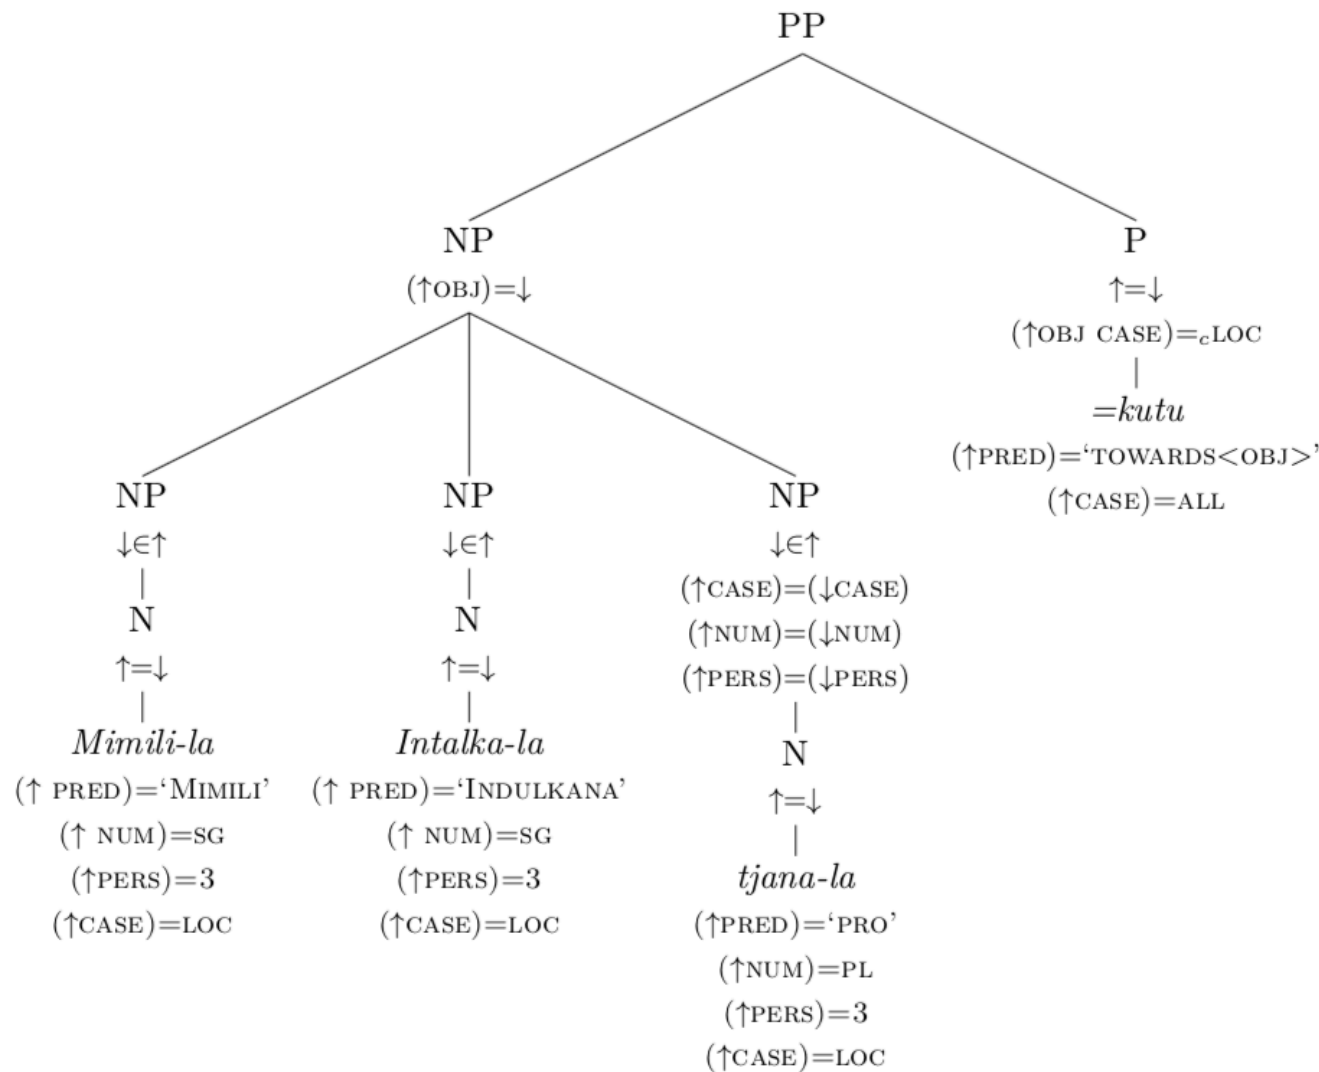 PP
NP P
(↑OBJ)=↓ ↑=↓
(↑OBJ CASE)=cLOC
=kutu
(↑PRED)=‘TOWARDS<OBJ>’
(↑CASE)=ALL
NP NP NP
↓∈↑ ↓∈↑ ↓∈↑
(↑CASE)=(↓CASE)
N N
(↑NUM)=(↓NUM)
↑=↓ ↑=↓ (↑PERS)=(↓PERS)
Mimili-la Intalka-la N
(↑ PRED)=‘MIMILI’ (↑ PRED)=‘INDULKANA’ ↑=↓
(↑ NUM)=SG (↑ NUM)=SG
(↑PERS)=3 (↑PERS)=3 tjana-la
(↑CASE)=LOC (↑CASE)=LOC (↑PRED)=‘PRO’
(↑NUM)=PL
(↑PERS)=3
(↑CASE)=LOC